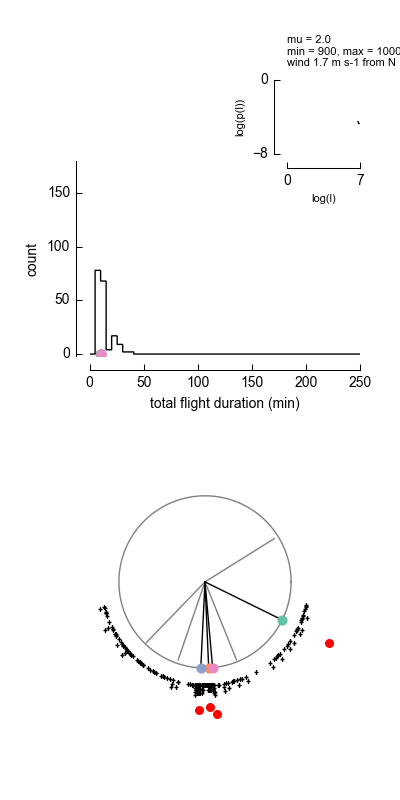 mu = 2.0
min = 900, max = 1000
wind 1.7 m s-1 from N
0
log(p(l))
−8
0
7
log(l)
150
100
50
0
count
0
50
100
150
200
250
total flight duration (min)